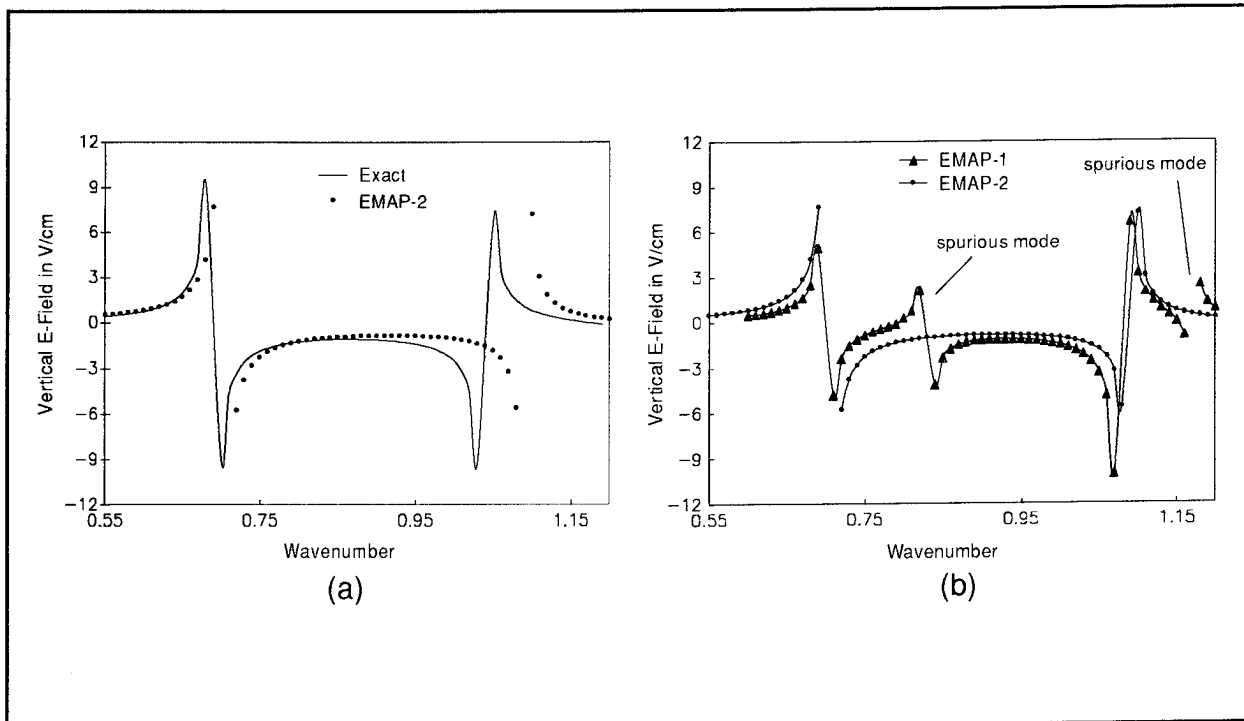 12
9
6
3
0
−3
−6
−9
−12
Vertical E-Field in V/cm
Exact
EMAP-2
0.55
0.75
0.95
1.15
Wavenumber
(a)
12
9
6
3
0
−3
−6
−9
−12
Vertical E-Field in V/cm
EMAP-1
EMAP-2
spurious mode
spurious mode
0.55
0.75
0.95
1.15
Wavenumber
(b)